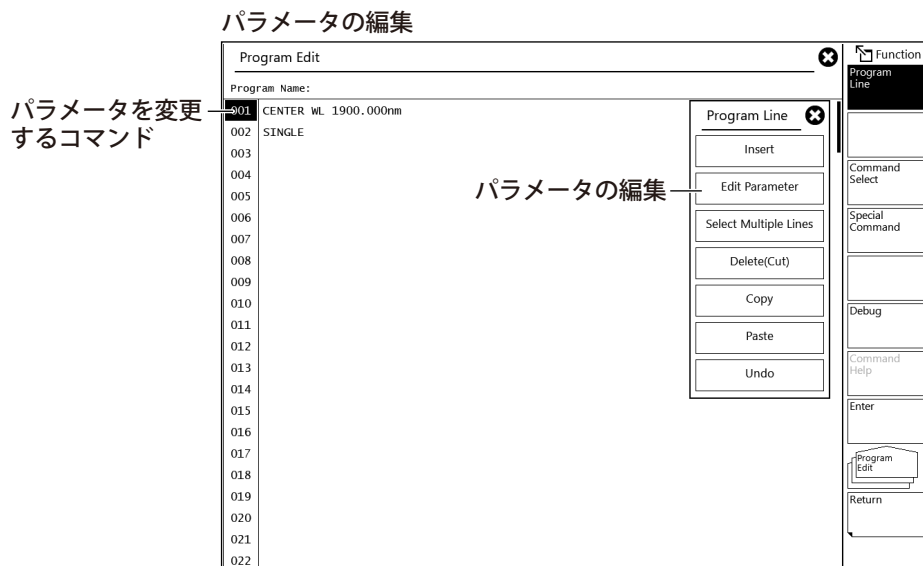 パラメータの編集
Program Edit
Program Name:
パラメータを変更
するコマンド
001 CENTER WL 1900.000nm
002 SINGLE
003
004
005
006
007
008
009
010
011
012
013
014
015
016
017
018
019
020
021
022
Program Line
Insert
パラメータの編集
Edit Parameter
Select Multiple Lines
Delete(Cut)
Copy
Paste
Undo
Function
Program
Line
Command
Select
Special
Command
Debug
Command
Help
Enter
Program
Edit
Return